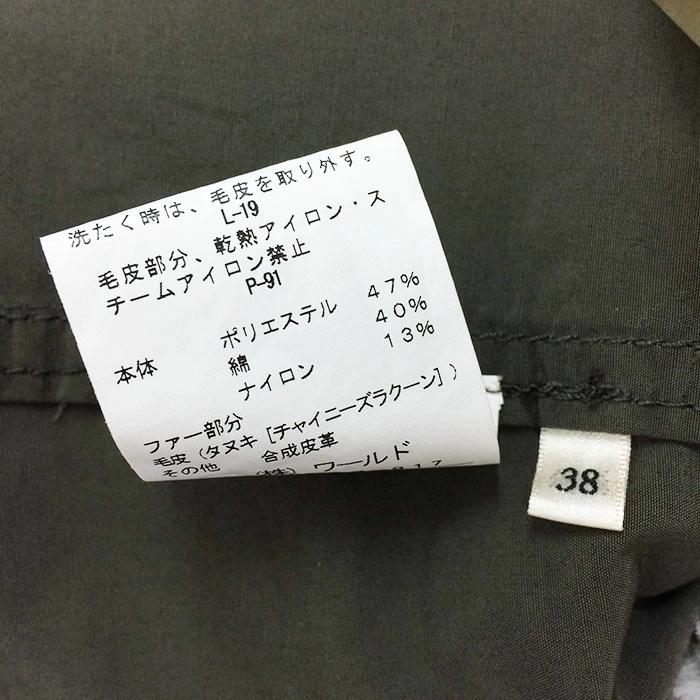 洗たく時は、毛皮を取り外す。
L-19
毛皮部分、乾熱アイロン・ス
チームアイロン禁止
P-91
本体 ポリエステル 47%
綿 40%
ナイロン 13%
ファー部分
毛皮(タヌキ[チャイニーズラクーン])
その他 合成皮革
(株) ワールド
38